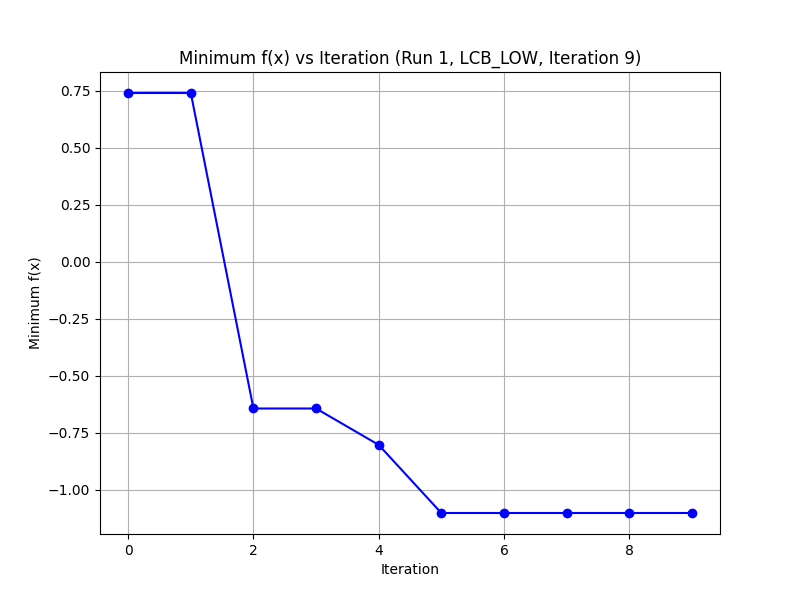 Minimum f(x) vs Iteration (Run 1, LCB_LOW, Iteration 9)
0.75
0.50
0.25
0.00
−0.25
−0.50
−0.75
−1.00
Minimum f(x)
0 2 4 6 8
Iteration